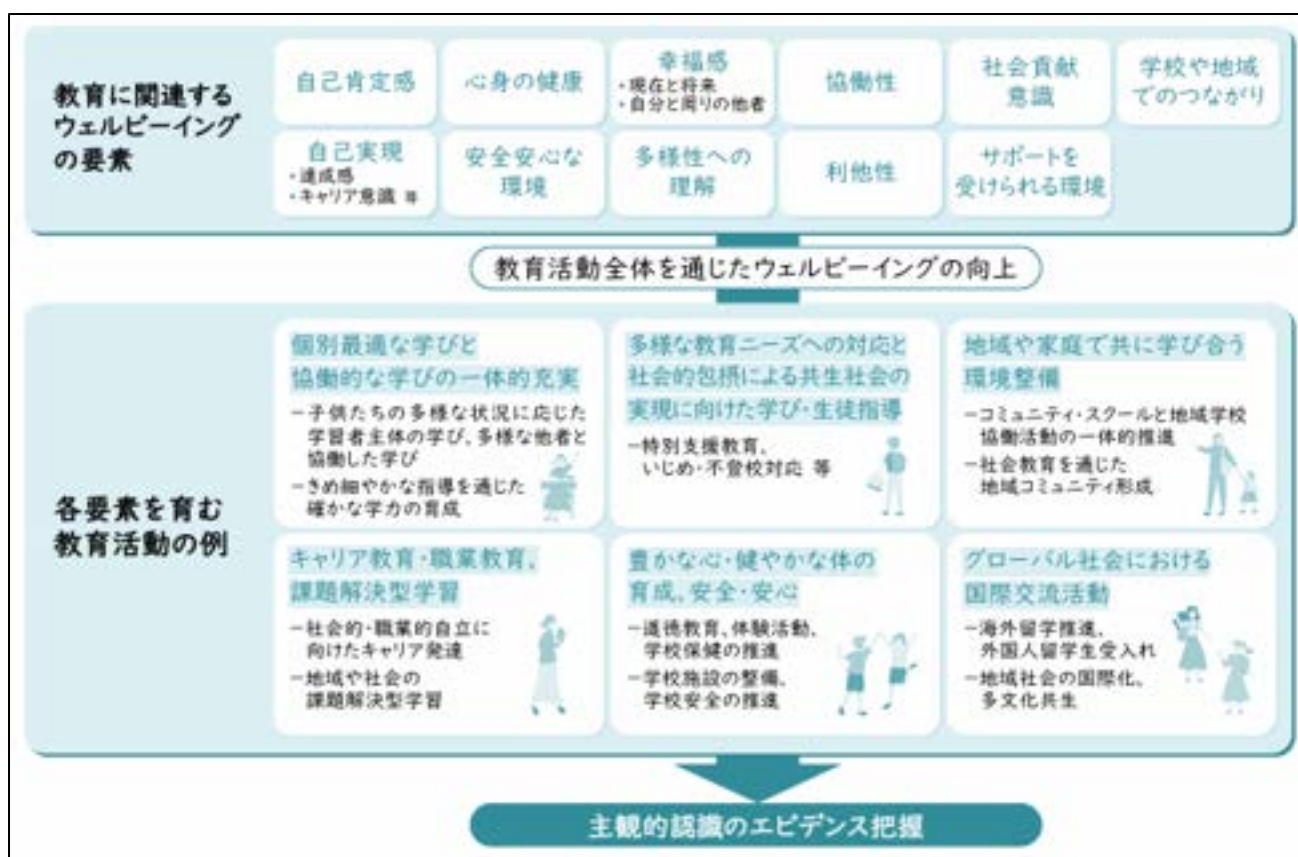 教育に関連する
ウェルビーイング
の要素
自己肯定感
心身の健康
幸福感
・現在と将来
・自分と周りの他者
協働性
社会貢献
意識
学校や地域
でのつながり
自己実現
・達成感
・キャリア意識 等
安全安心な
環境
多様性への
理解
利他性
サポートを
受けられる環境
教育活動全体を通じたウェルビーイングの向上
各要素を育む
教育活動の例
個別最適な学びと
協働的な学びの一体的充実
−子供たちの多様な状況に応じた
学習者主体の学び、多様な他者と
協働した学び
−きめ細やかな指導を通じた
確かな学力の育成
多様な教育ニーズへの対応と
社会的包摂による共生社会の
実現に向けた学び・生徒指導
−特別支援教育、
いじめ・不登校対応 等
地域や家庭で共に学び合う
環境整備
−コミュニティ・スクールと地域学校
協働活動の一体的推進
−社会教育を通じた
地域コミュニティ形成
キャリア教育・職業教育、
課題解決型学習
−社会的・職業的自立に
向けたキャリア発達
−地域や社会の
課題解決型学習
豊かな心・健やかな体の
育成、安全・安心
−道徳教育、体験活動、
学校保健の推進
−学校施設の整備、
学校安全の推進
グローバル社会における
国際交流活動
−海外留学推進、
外国人留学生受入れ
−地域社会の国際化、
多文化共生
主観的認識のエビデンス把握